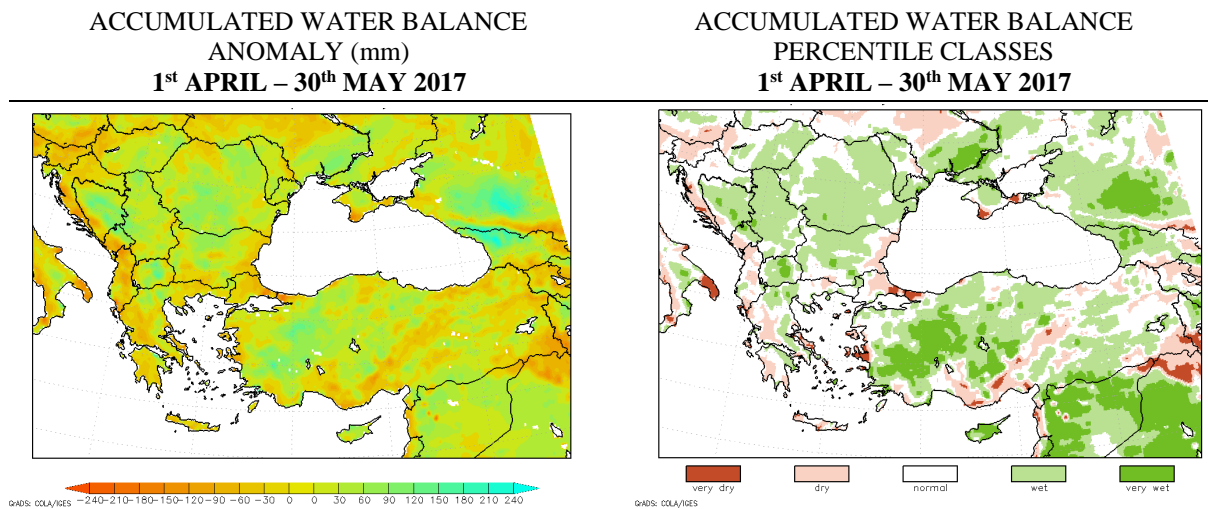 ACCUMULATED WATER BALANCE
ANOMALY (mm)
1st APRIL – 30th MAY 2017
ACCUMULATED WATER BALANCE
PERCENTILE CLASSES
1st APRIL – 30th MAY 2017
-240 -210 -180 -150 -120 -90 -60 -30 0 0 30 60 90 120 150 180 210 240
GrADS: COLA/IGES
very dry dry normal wet very wet
GrADS: COLA/IGES